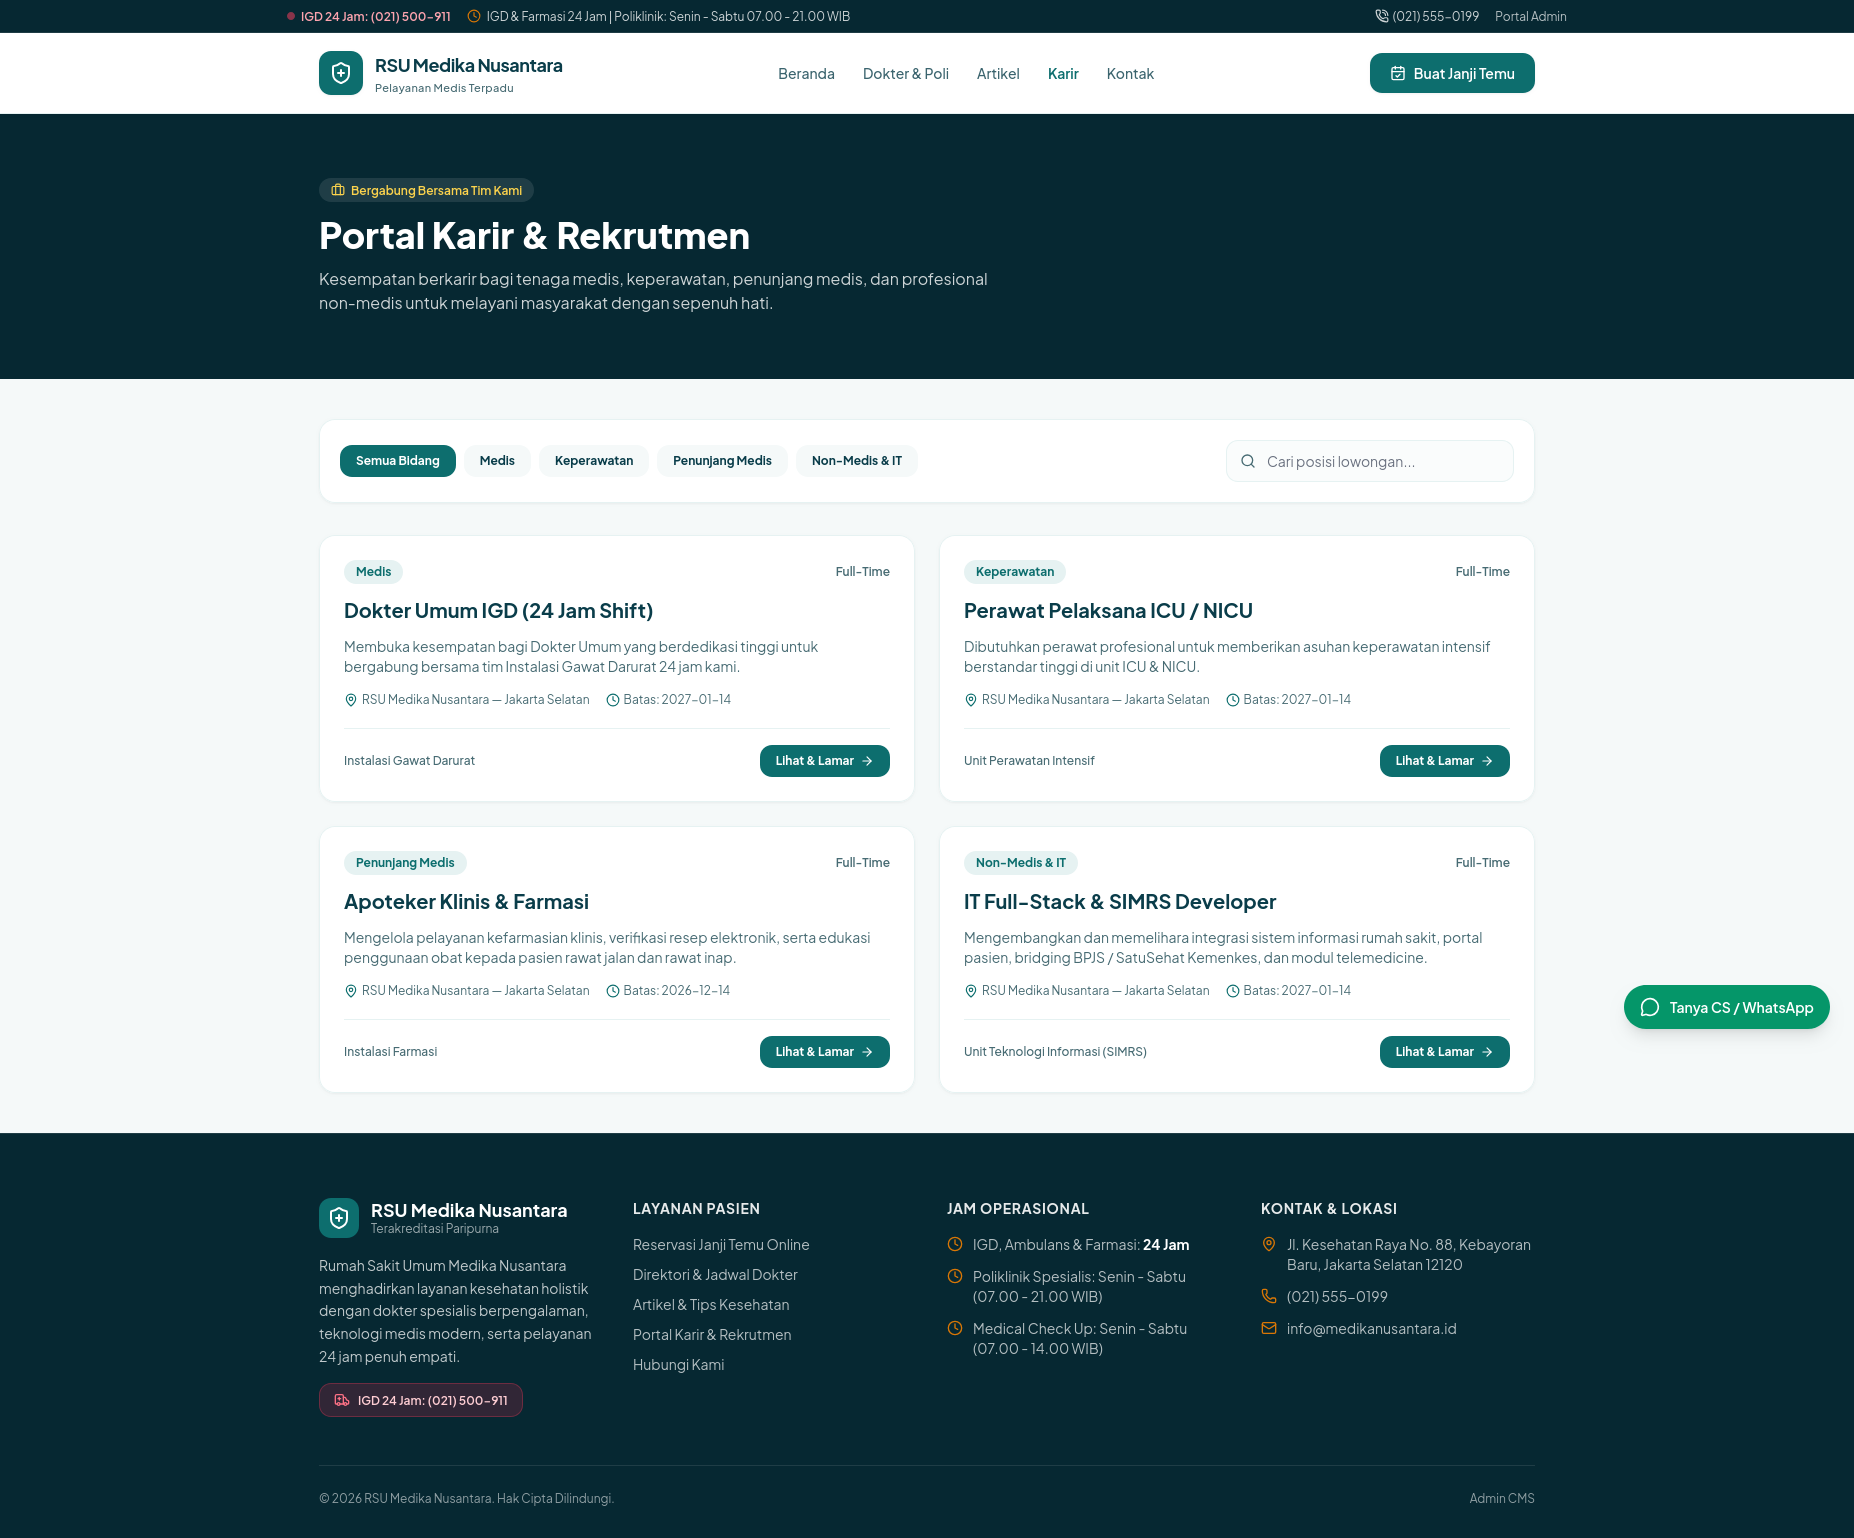 IGD 24 Jam: (021) 500-911
IGD & Farmasi 24 Jam | Poliklinik: Senin - Sabtu 07.00 - 21.00 WIB
(021) 555-0199
Portal Admin
RSU Medika Nusantara
Pelayanan Medis Terpadu
Beranda
Dokter & Poli
Artikel
Karir
Kontak
Buat Janji Temu
Bergabung Bersama Tim Kami
Portal Karir & Rekrutmen
Kesempatan berkarir bagi tenaga medis, keperawatan, penunjang medis, dan profesional
non-medis untuk melayani masyarakat dengan sepenuh hati.
Semua Bidang
Medis
Keperawatan
Penunjang Medis
Non-Medis & IT
Cari posisi lowongan...
Medis
Full-Time
Dokter Umum IGD (24 Jam Shift)
Membuka kesempatan bagi Dokter Umum yang berdedikasi tinggi untuk
bergabung bersama tim Instalasi Gawat Darurat 24 jam kami.
RSU Medika Nusantara — Jakarta Selatan
Batas: 2027-01-14
Instalasi Gawat Darurat
Lihat & Lamar
Keperawatan
Full-Time
Perawat Pelaksana ICU / NICU
Dibutuhkan perawat profesional untuk memberikan asuhan keperawatan intensif
berstandar tinggi di unit ICU & NICU.
RSU Medika Nusantara — Jakarta Selatan
Batas: 2027-01-14
Unit Perawatan Intensif
Lihat & Lamar
Penunjang Medis
Full-Time
Apoteker Klinis & Farmasi
Mengelola pelayanan kefarmasian klinis, verifikasi resep elektronik, serta edukasi
penggunaan obat kepada pasien rawat jalan dan rawat inap.
RSU Medika Nusantara — Jakarta Selatan
Batas: 2026-12-14
Instalasi Farmasi
Lihat & Lamar
Non-Medis & IT
Full-Time
IT Full-Stack & SIMRS Developer
Mengembangkan dan memelihara integrasi sistem informasi rumah sakit, portal
pasien, bridging BPJS / SatuSehat Kemenkes, dan modul telemedicine.
RSU Medika Nusantara — Jakarta Selatan
Batas: 2027-01-14
Unit Teknologi Informasi (SIMRS)
Lihat & Lamar
Tanya CS / WhatsApp
RSU Medika Nusantara
Terakreditasi Paripurna
Rumah Sakit Umum Medika Nusantara
menghadirkan layanan kesehatan holistik
dengan dokter spesialis berpengalaman,
teknologi medis modern, serta pelayanan
24 jam penuh empati.
IGD 24 Jam: (021) 500-911
LAYANAN PASIEN
Reservasi Janji Temu Online
Direktori & Jadwal Dokter
Artikel & Tips Kesehatan
Portal Karir & Rekrutmen
Hubungi Kami
JAM OPERASIONAL
IGD, Ambulans & Farmasi: 24 Jam
Poliklinik Spesialis: Senin - Sabtu
(07.00 - 21.00 WIB)
Medical Check Up: Senin - Sabtu
(07.00 - 14.00 WIB)
KONTAK & LOKASI
Jl. Kesehatan Raya No. 88, Kebayoran
Baru, Jakarta Selatan 12120
(021) 555-0199
info@medikanusantara.id
© 2026 RSU Medika Nusantara. Hak Cipta Dilindungi.
Admin CMS